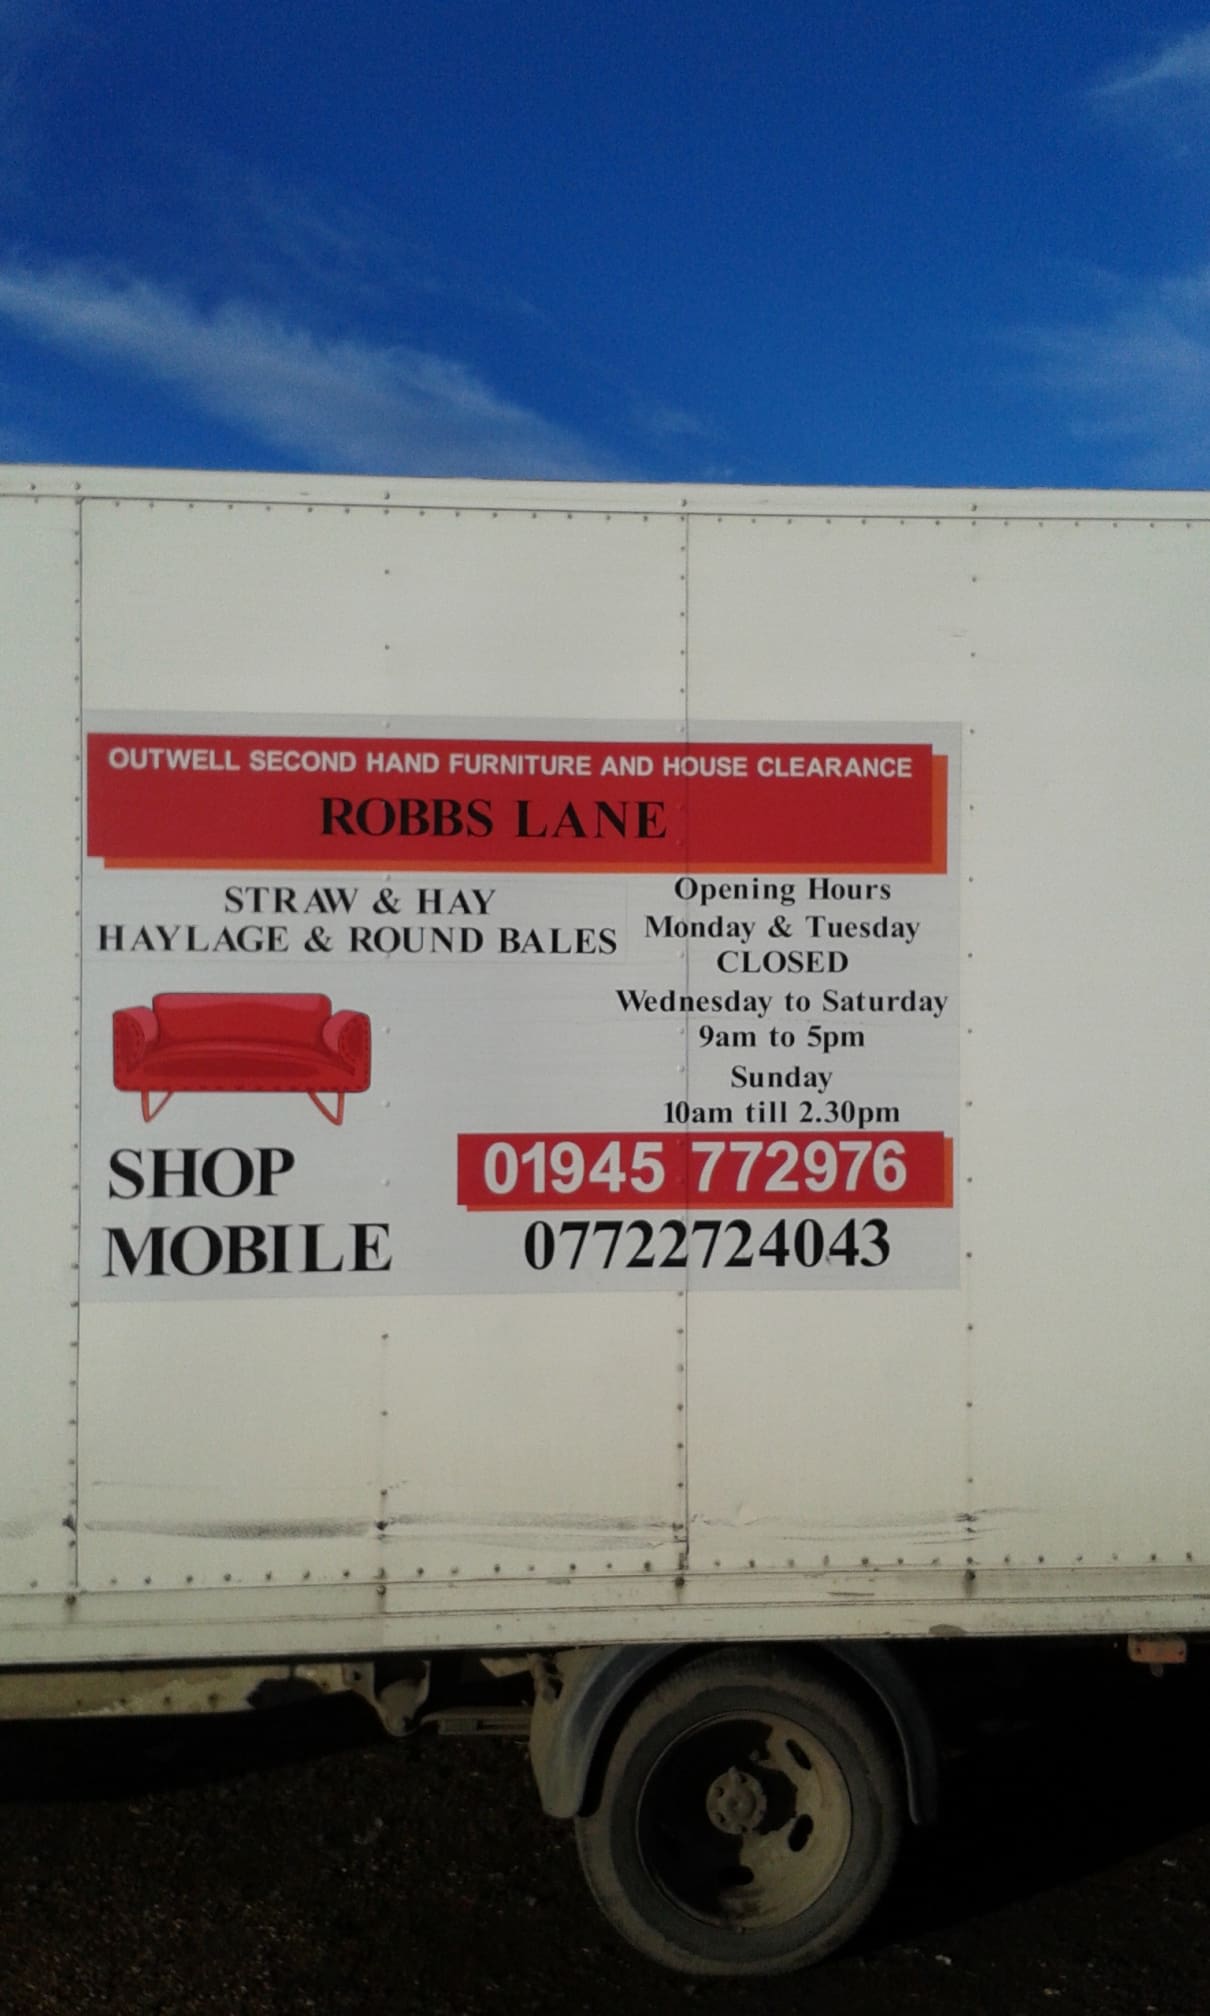 OUTWELL SECOND HAND FURNITURE AND HOUSE CLEARANCE
ROBBS LANE
STRAW & HAY
HAYLAGE & ROUND BALES
Opening Hours
Monday & Tuesday
CLOSED
Wednesday to Saturday
9am to 5pm
Sunday
10am till 2.30pm
SHOP 01945 772976
MOBILE 07722724043